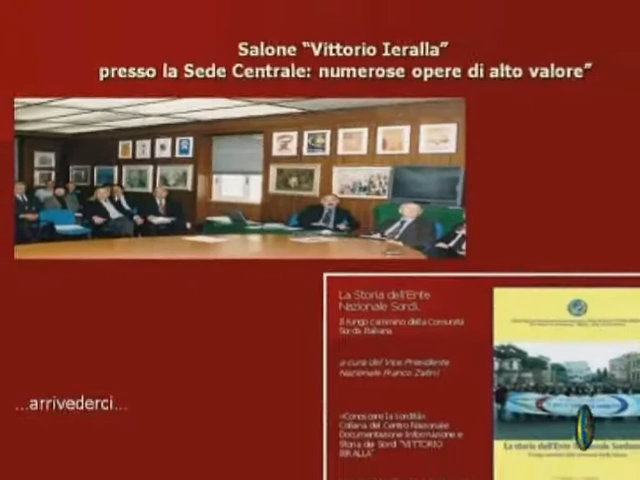 Salone “Vittorio Ieralla”
presso la Sede Centrale: numerose opere di alto valore”
La Storia dell'Ente
Nazionale Sordi.
Il lungo cammino della Comunità
Sorda Italiana
a cura del Vice Presidente
Nazionale Franco Zatini
...arrivederci...
«Conoscere la sordità»
Collana del Centro Nazionale
Documentazione Informazione e
Storia dei Sordi "VITTORIO
IERALLA"
La storia dell'Ente Nazionale